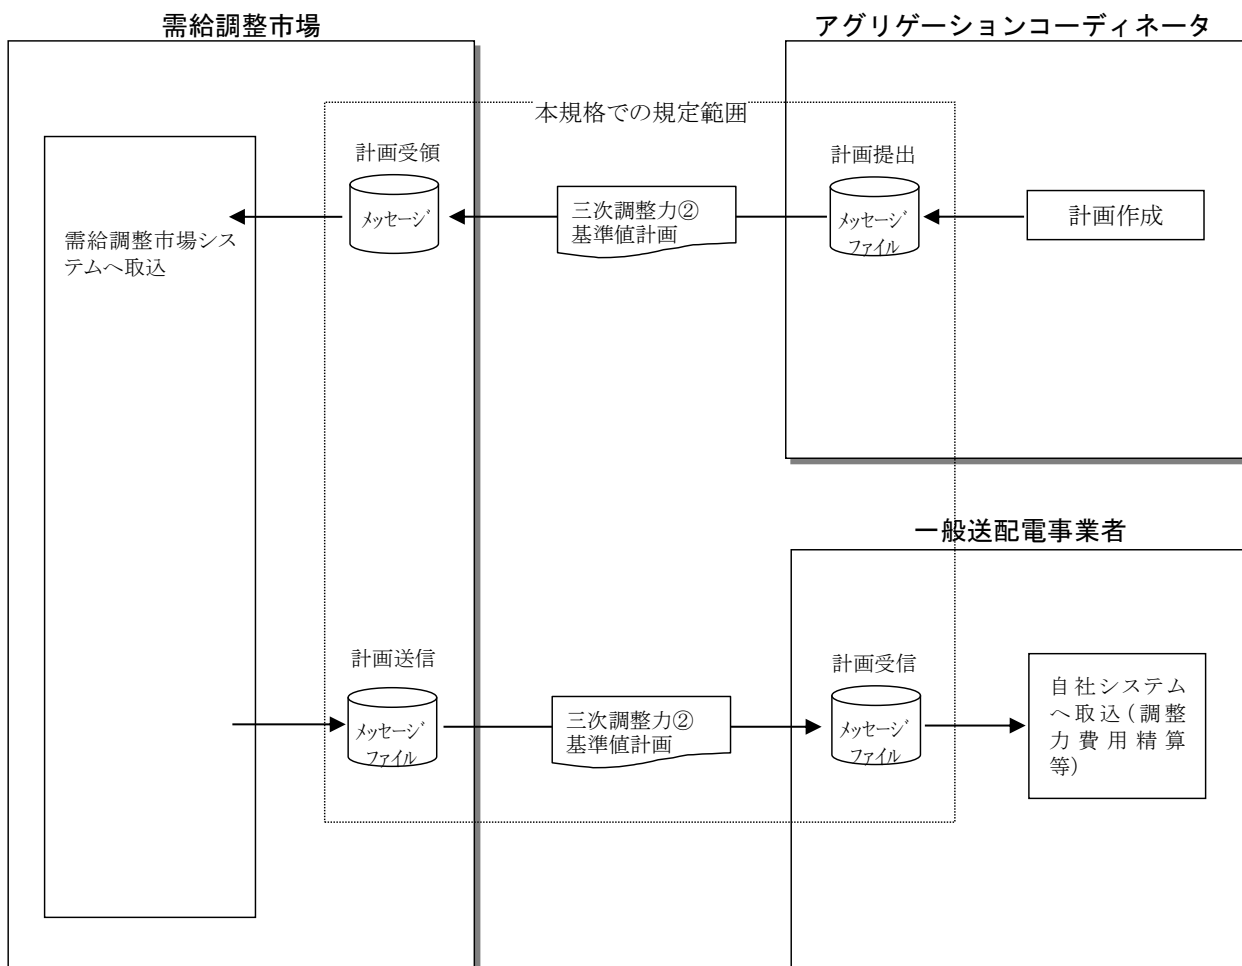 需給調整市場
アグリゲーションコーディネータ
本規格での規定範囲
計画受領
メッセージ
需給調整市場シス
テムへ取込
三次調整力②
基準値計画
計画提出
メッセージ
ファイル
計画作成
一般送配電事業者
計画送信
メッセージ
ファイル
三次調整力②
基準値計画
計画受信
メッセージ
ファイル
自社システム
へ取込(調整
力費用精算
等)